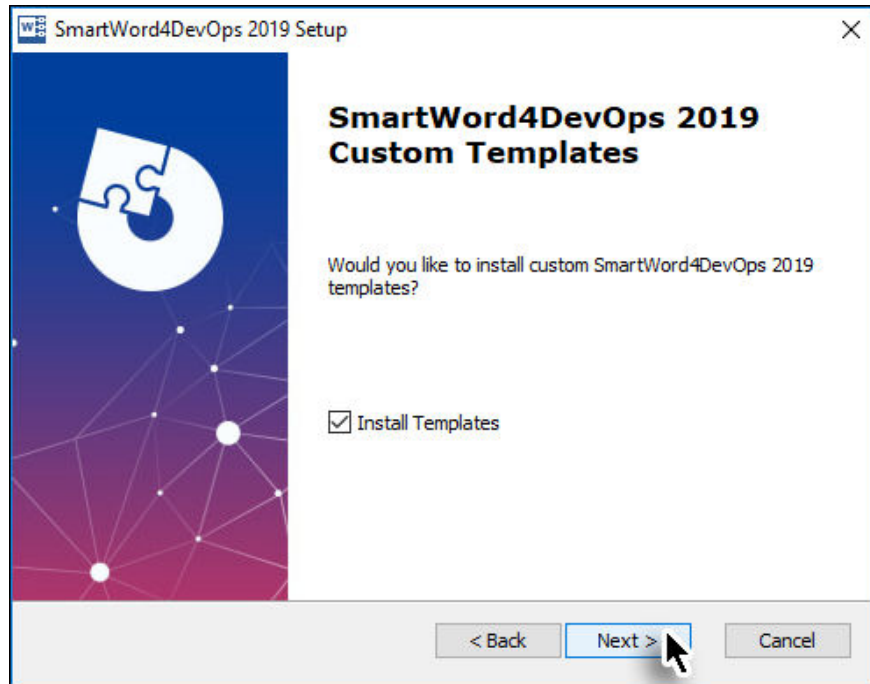 SmartWord4DevOps 2019 Setup
SmartWord4DevOps 2019
Custom Templates
Would you like to install custom SmartWord4DevOps 2019
templates?
Install Templates
< Back
Next >
Cancel